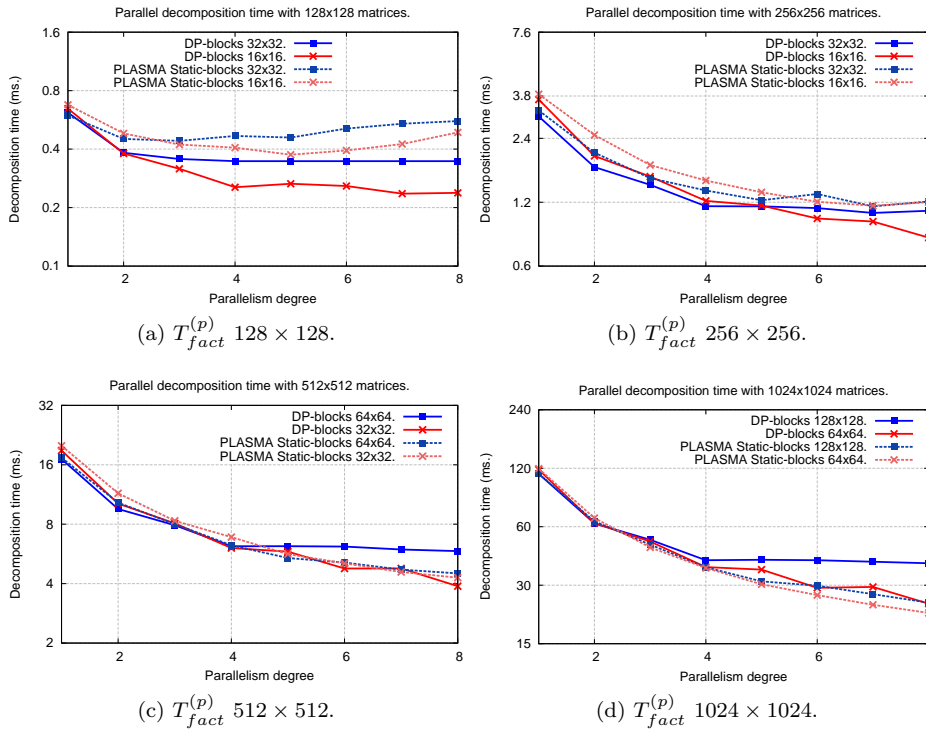 Parallel decomposition time with 128x128 matrices.
Decomposition time (ms.)
1.6
0.8
0.4
0.2
0.1
DP-blocks 32x32.
DP-blocks 16x16.
PLASMA Static-blocks 32x32.
PLASMA Static-blocks 16x16.
2 4 6 8
Parallelism degree
(a) T_{fact}^{(p)} 128 × 128.
Parallel decomposition time with 256x256 matrices.
Decomposition time (ms.)
7.6
3.8
2.4
1.2
0.6
DP-blocks 32x32.
DP-blocks 16x16.
PLASMA Static-blocks 32x32.
PLASMA Static-blocks 16x16.
2 4 6
Parallelism degree
(b) T_{fact}^{(p)} 256 × 256.
Parallel decomposition time with 512x512 matrices.
Decomposition time (ms.)
32
16
8
4
2
DP-blocks 64x64.
DP-blocks 32x32.
PLASMA Static-blocks 64x64.
PLASMA Static-blocks 32x32.
2 4 6 8
Parallelism degree
(c) T_{fact}^{(p)} 512 × 512.
Parallel decomposition time with 1024x1024 matrices.
Decomposition time (ms.)
240
120
60
30
15
DP-blocks 128x128.
DP-blocks 64x64.
PLASMA Static-blocks 128x128.
PLASMA Static-blocks 64x64.
2 4 6
Parallelism degree
(d) T_{fact}^{(p)} 1024 × 1024.